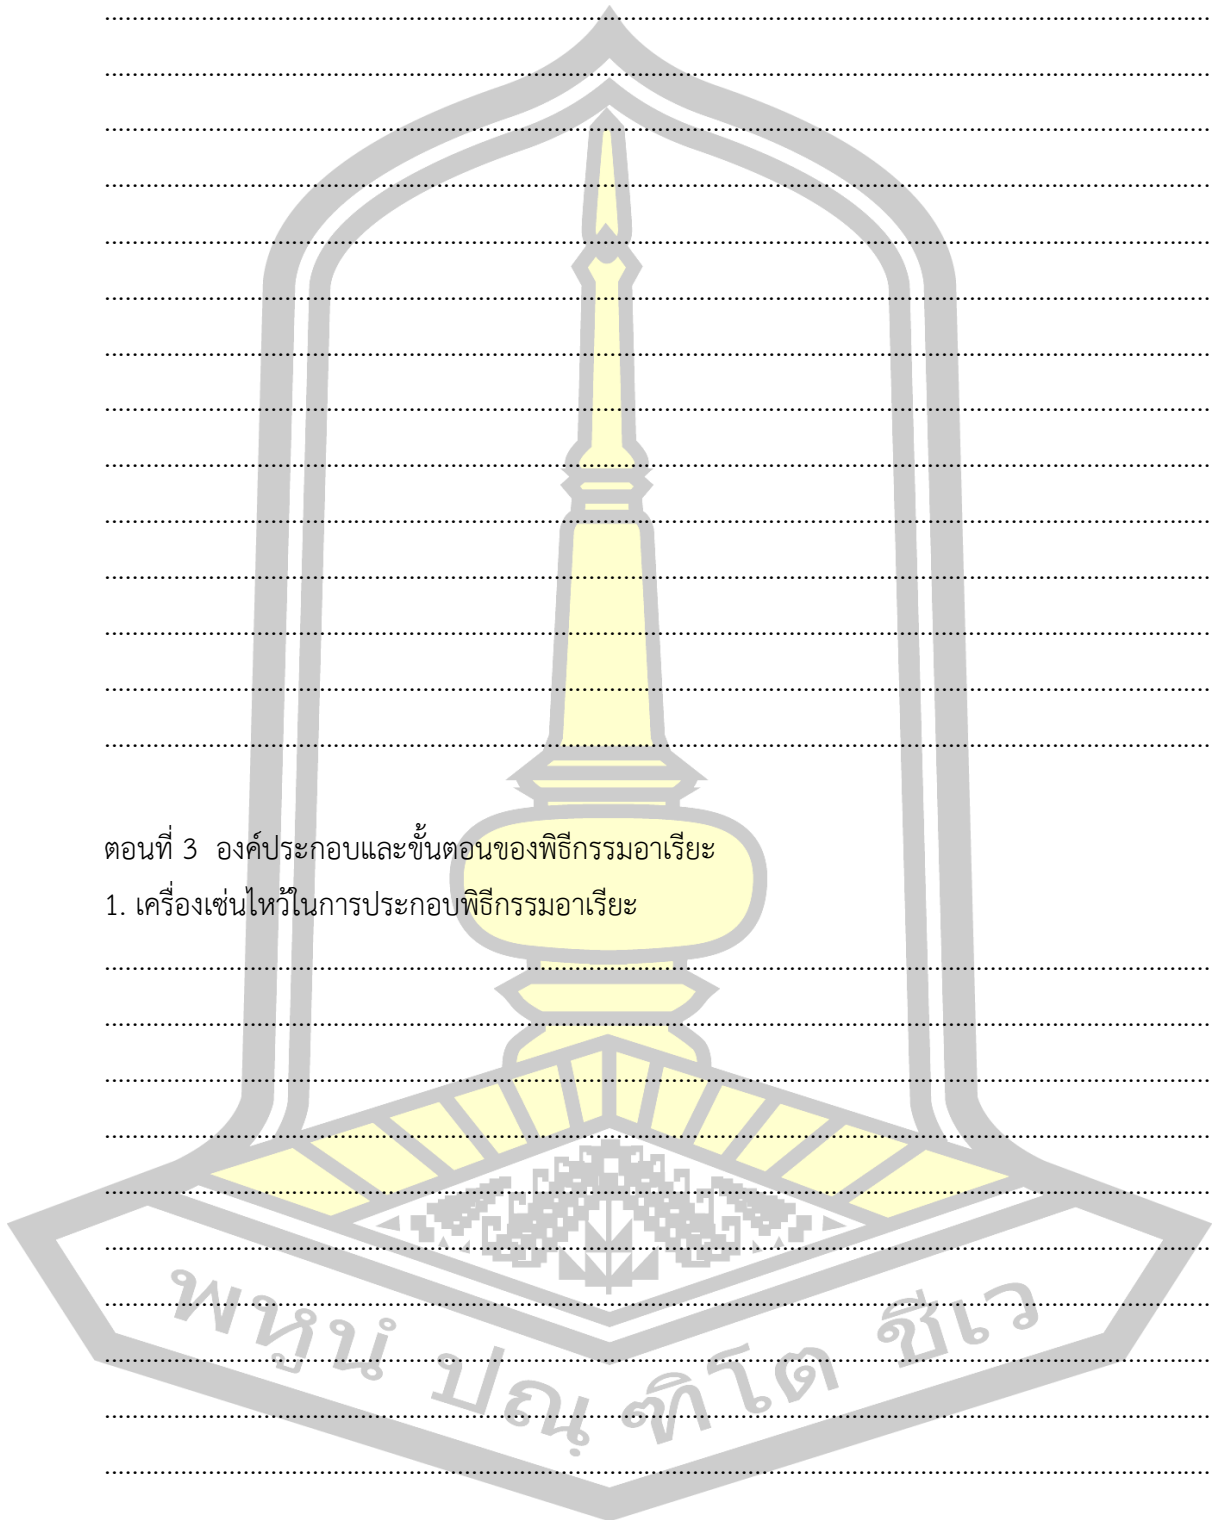 ตอนที่ 3 องค์ประกอบและขั้นตอนของพิธีกรรมอาเรียะ
1. เครื่องเซ่นไหว้ในการประกอบพิธีกรรมอาเรียะ
พหูนํ ปณฺฑิโต ชีเว